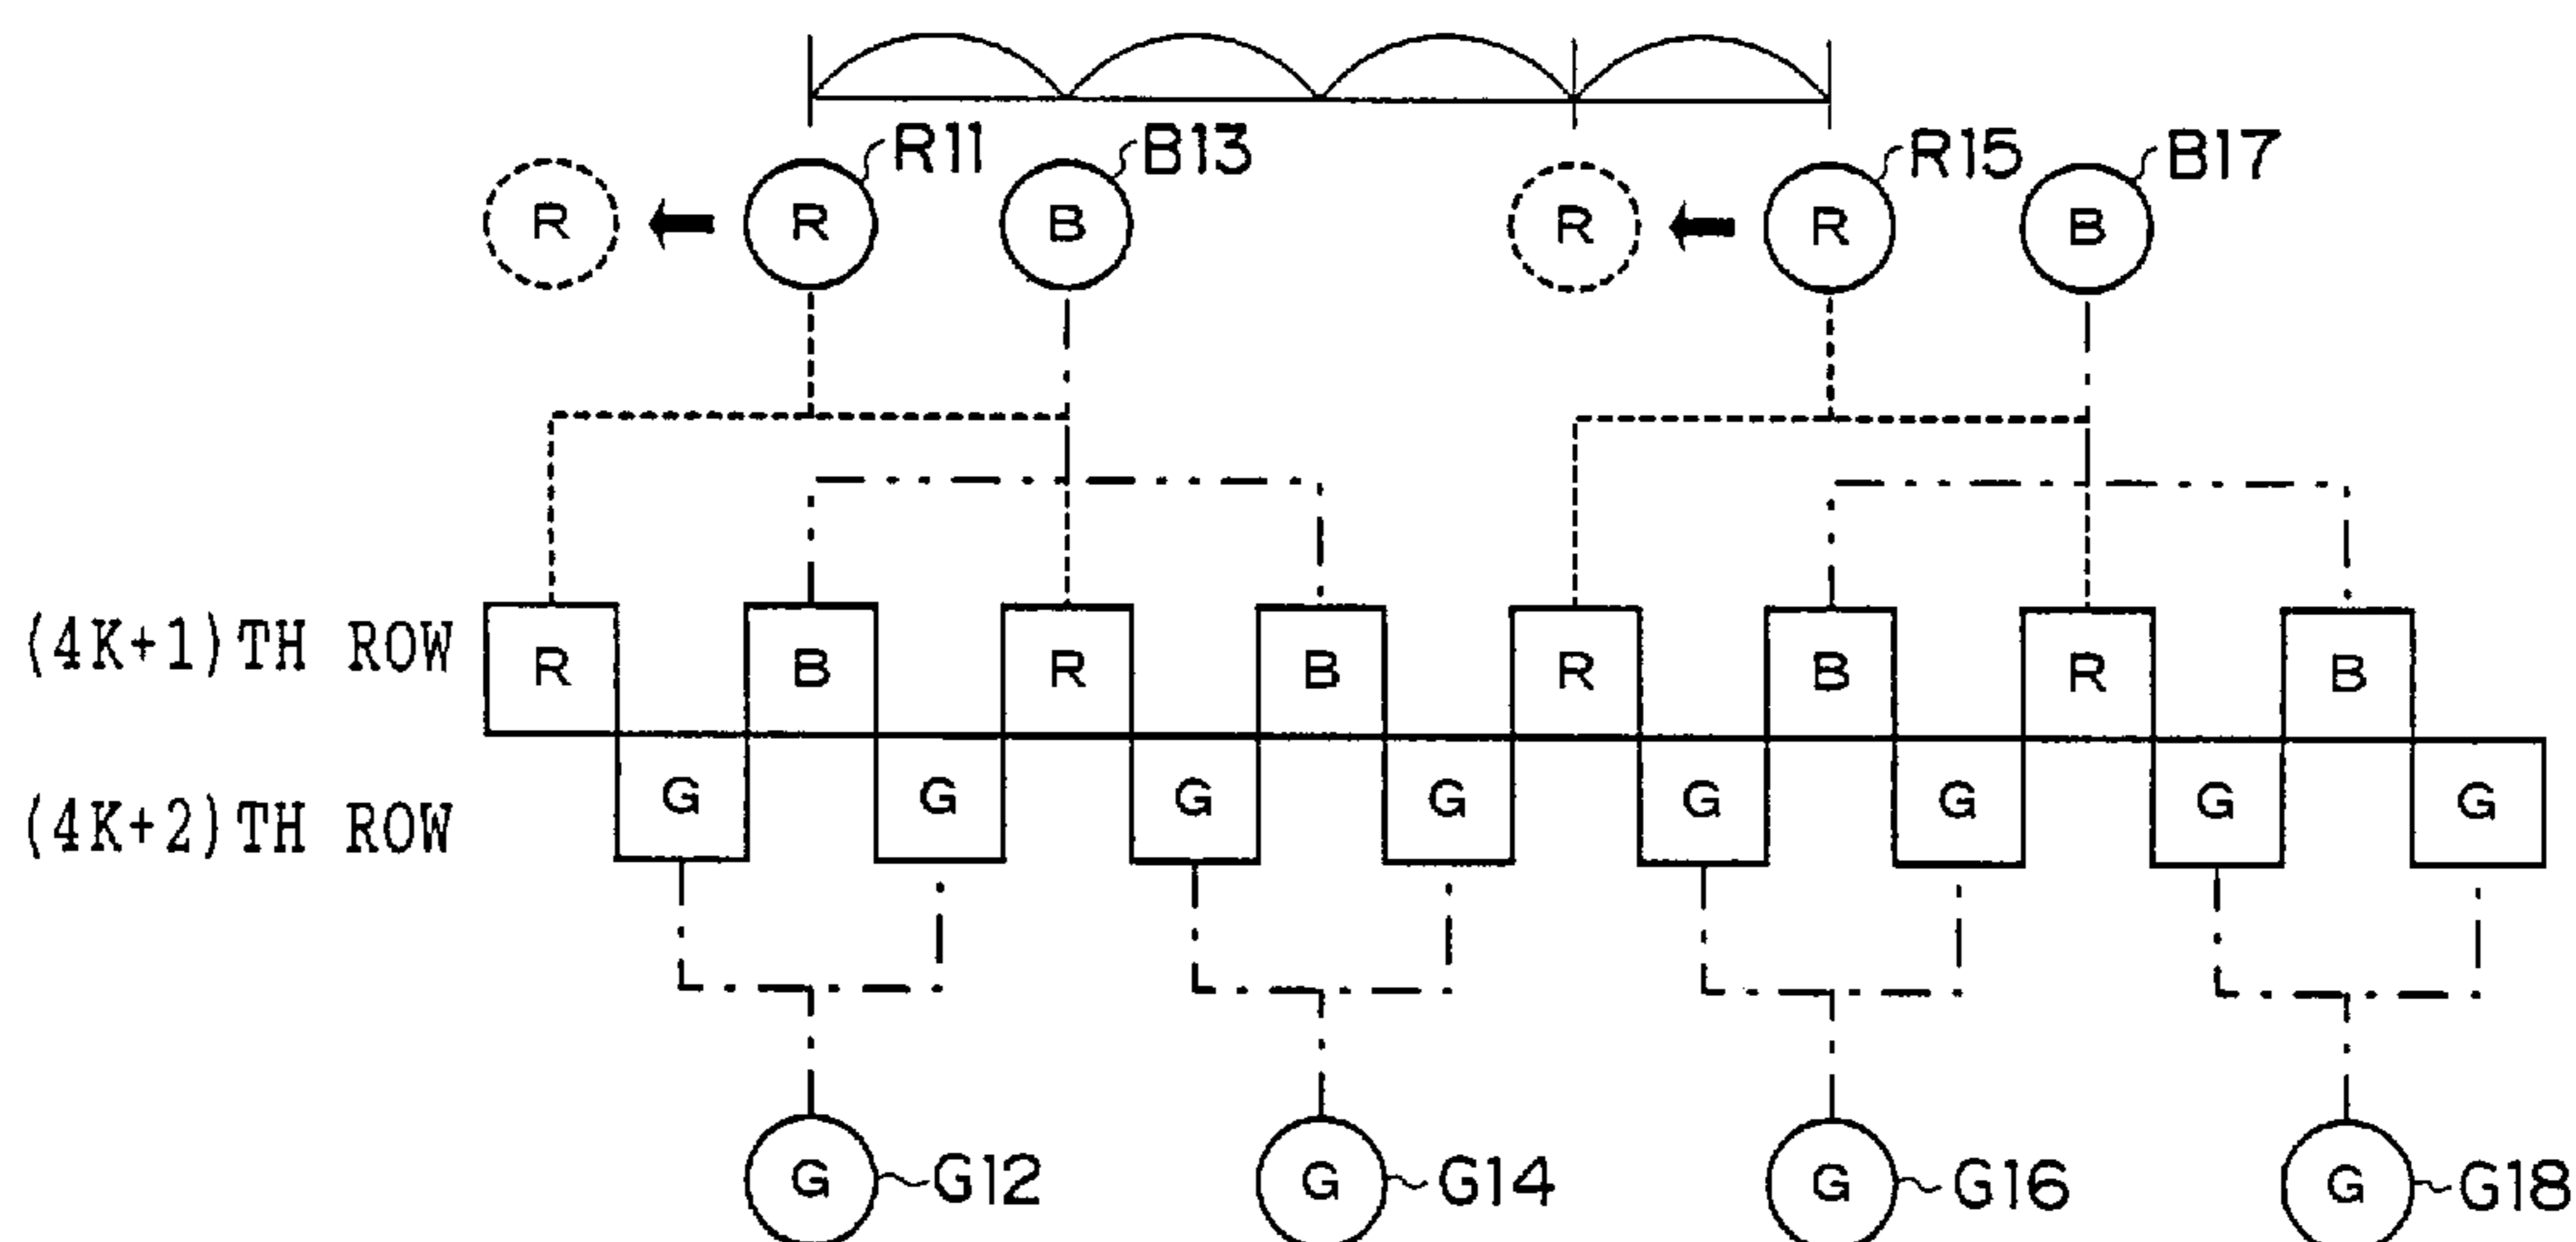 R11 B13 R15 B17
R R B R R B
(4K+1)TH ROW R B R B R B R B
(4K+2)TH ROW G G G G G G G G
G G12 G G14 G G16 G G18